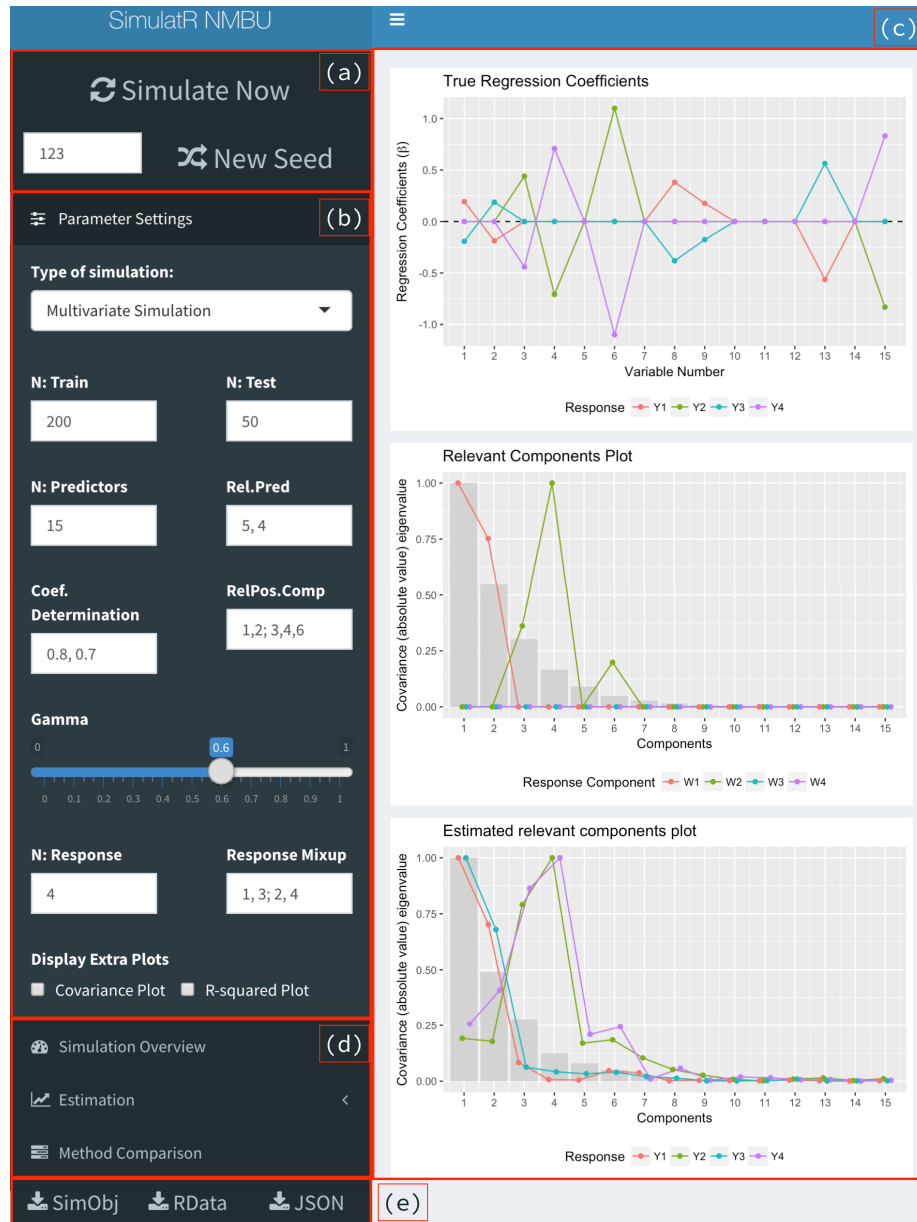 SimulatR NMBU
(a)
Simulate Now
123
New Seed
(b)
Parameter Settings
Type of simulation:
Multivariate Simulation
N: Train
N: Test
200
50
N: Predictors
Rel.Pred
15
5, 4
Coef.
Determination
RelPos.Comp
0.8, 0.7
1,2; 3,4,6
Gamma
0
0.6
1
0 0.1 0.2 0.3 0.4 0.5 0.6 0.7 0.8 0.9 1
N: Response
Response Mixup
4
1, 3; 2, 4
Display Extra Plots
Covariance Plot
R-squared Plot
(d)
Simulation Overview
Estimation
Method Comparison
SimObj
RData
JSON
(e)
(c)
True Regression Coefficients
Regression Coefficients (β)
1.0
0.5
0.0
-0.5
-1.0
1 2 3 4 5 6 7 8 9 10 11 12 13 14 15
Variable Number
Response Y1 Y2 Y3 Y4
Relevant Components Plot
Covariance (absolute value) eigenvalue
1.00
0.75
0.50
0.25
0.00
1 2 3 4 5 6 7 8 9 10 11 12 13 14 15
Components
Response Component W1 W2 W3 W4
Estimated relevant components plot
Covariance (absolute value) eigenvalue
1.00
0.75
0.50
0.25
0.00
1 2 3 4 5 6 7 8 9 10 11 12 13 14 15
Components
Response Y1 Y2 Y3 Y4